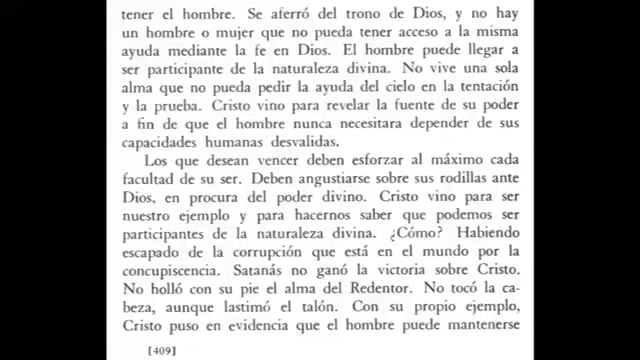 tener el hombre. Se aferró del trono de Dios, y no hay
un hombre o mujer que no pueda tener acceso a la misma
ayuda mediante la fe en Dios. El hombre puede llegar a
ser participante de la naturaleza divina. No vive una sola
alma que no pueda pedir la ayuda del cielo en la tentación
y la prueba. Cristo vino para revelar la fuente de su poder
a fin de que el hombre nunca necesitara depender de sus
capacidades humanas desvalidas.
Los que desean vencer deben esforzar al máximo cada
facultad de su ser. Deben angustiarse sobre sus rodillas ante
Dios, en procura del poder divino. Cristo vino para ser
nuestro ejemplo y para hacernos saber que podemos ser
participantes de la naturaleza divina. ¿Cómo? Habiendo
escapado de la corrupción que está en el mundo por la
concupiscencia. Satanás no ganó la victoria sobre Cristo.
No holló con su pie el alma del Redentor. No tocó la ca-
beza, aunque lastimó el talón. Con su propio ejemplo,
Cristo puso en evidencia que el hombre puede mantenerse
[409]